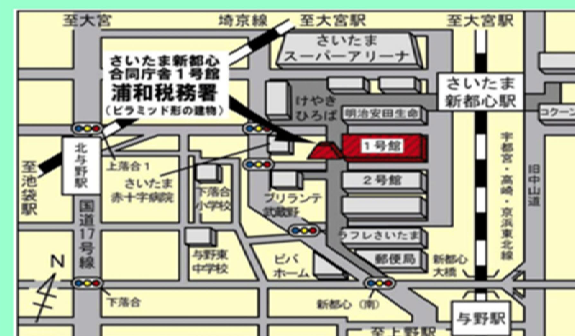 至大宮
埼京線
至大宮駅
至大宮駅
さいたま
スーパーアリーナ
さいたま新都心
合同庁舎1号館
浦和税務署
(ピラミッド形の建物)
さいたま
新都心駅
けやき
ひろば
明治安田生命
コクーン
1号館
2号館
北与野駅
上落合1
さいたま
赤十字病院
下落合
小学校
ブリランテ
武蔵野
至池袋駅
国道17号線
宇都宮・高崎・京浜東北線
旧中山道
ラフレさいたま
郵便局
与野東
中学校
ビバ
ホーム
新都心
大橋
N
下落合
新都心(南)
与野駅
至上野駅